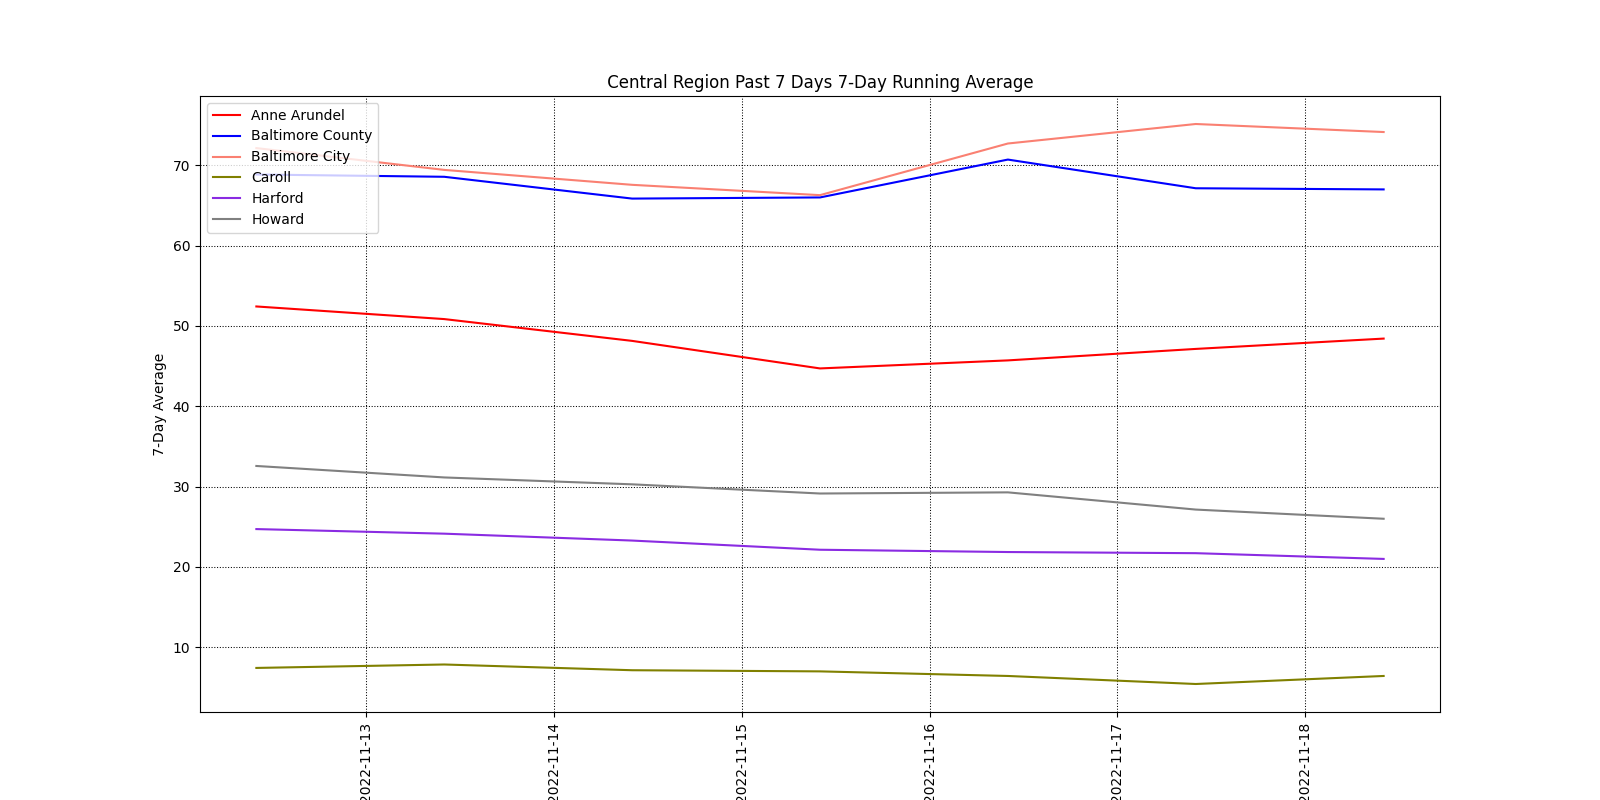 Central Region Past 7 Days 7-Day Running Average
Anne Arundel
Baltimore County
Baltimore City
Caroll
Harford
Howard
7-Day Average
70
60
50
40
30
20
10
2022-11-13
2022-11-14
2022-11-15
2022-11-16
2022-11-17
2022-11-18